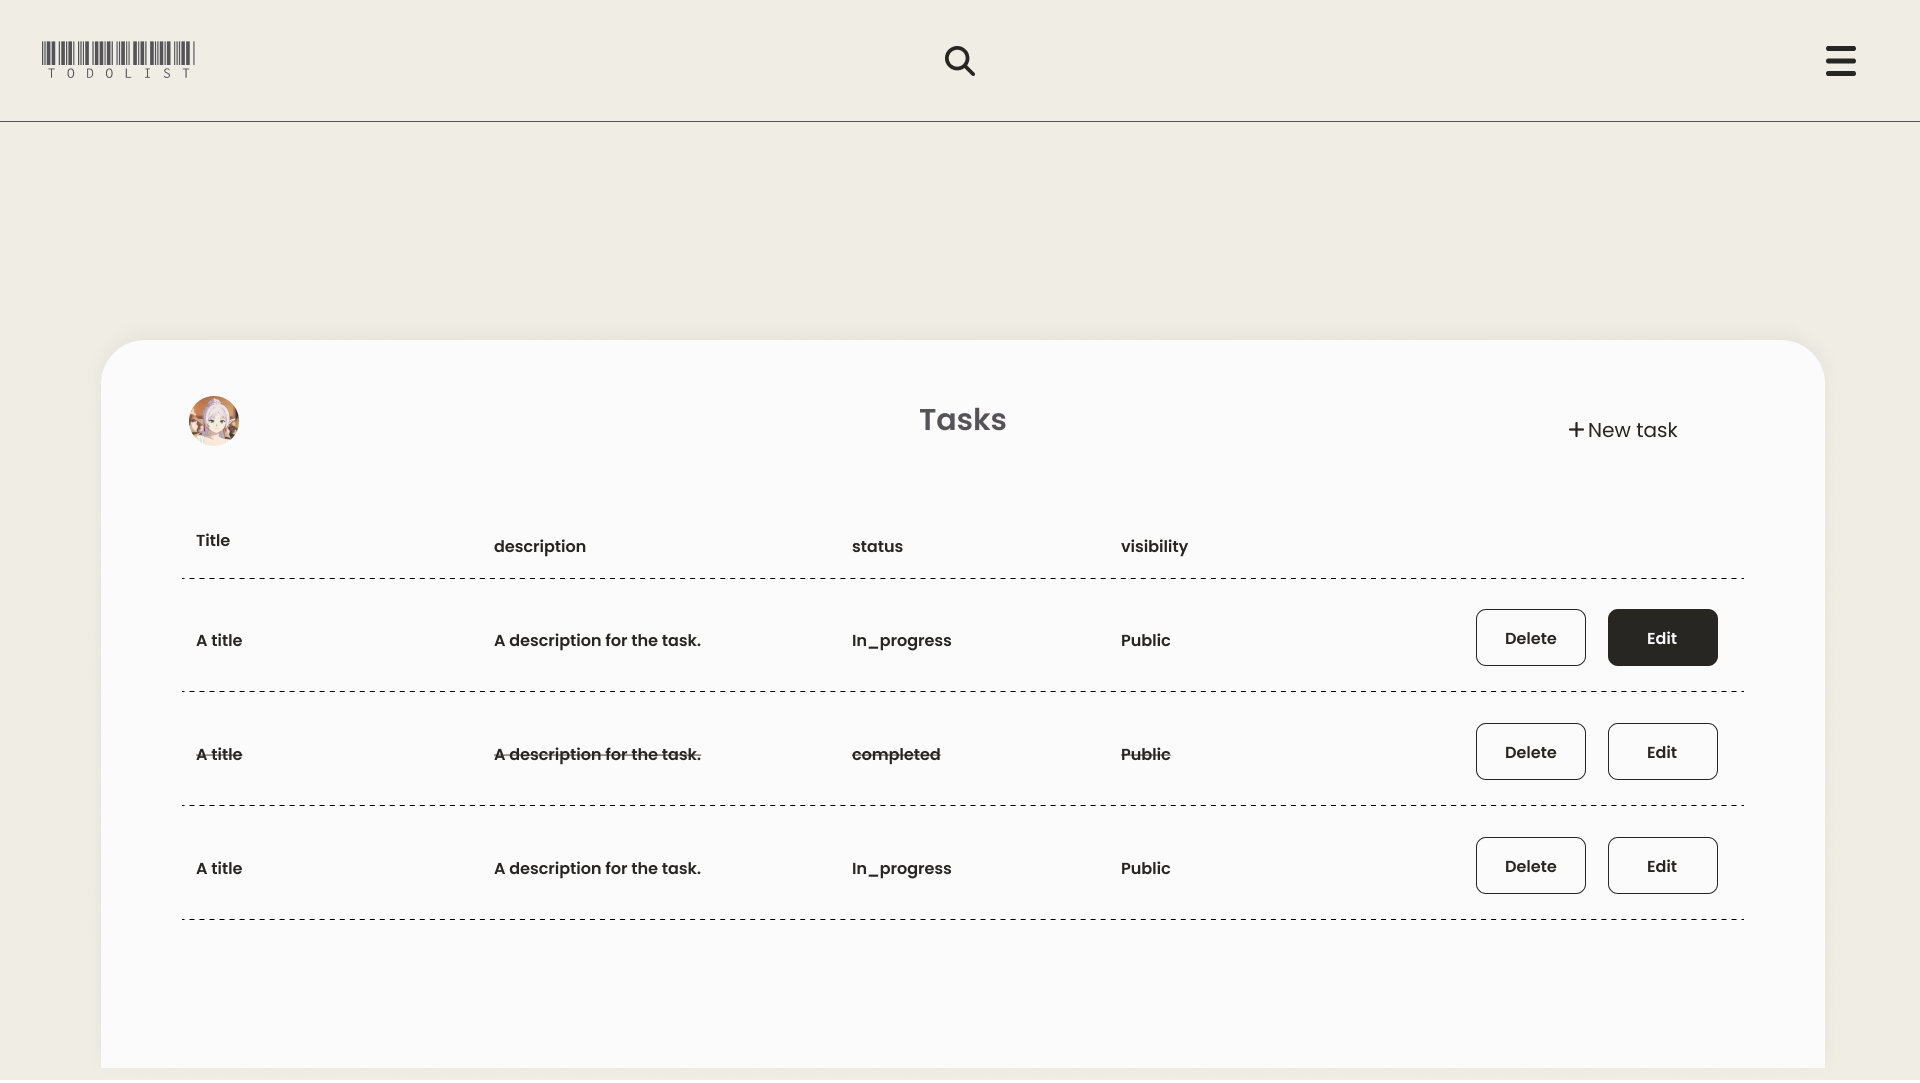 TODOLIST
Tasks
New task
Title description status visibility
A title A description for the task. In_progress Public Delete Edit
A title A description for the task. completed Public Delete Edit
A title A description for the task. In_progress Public Delete Edit